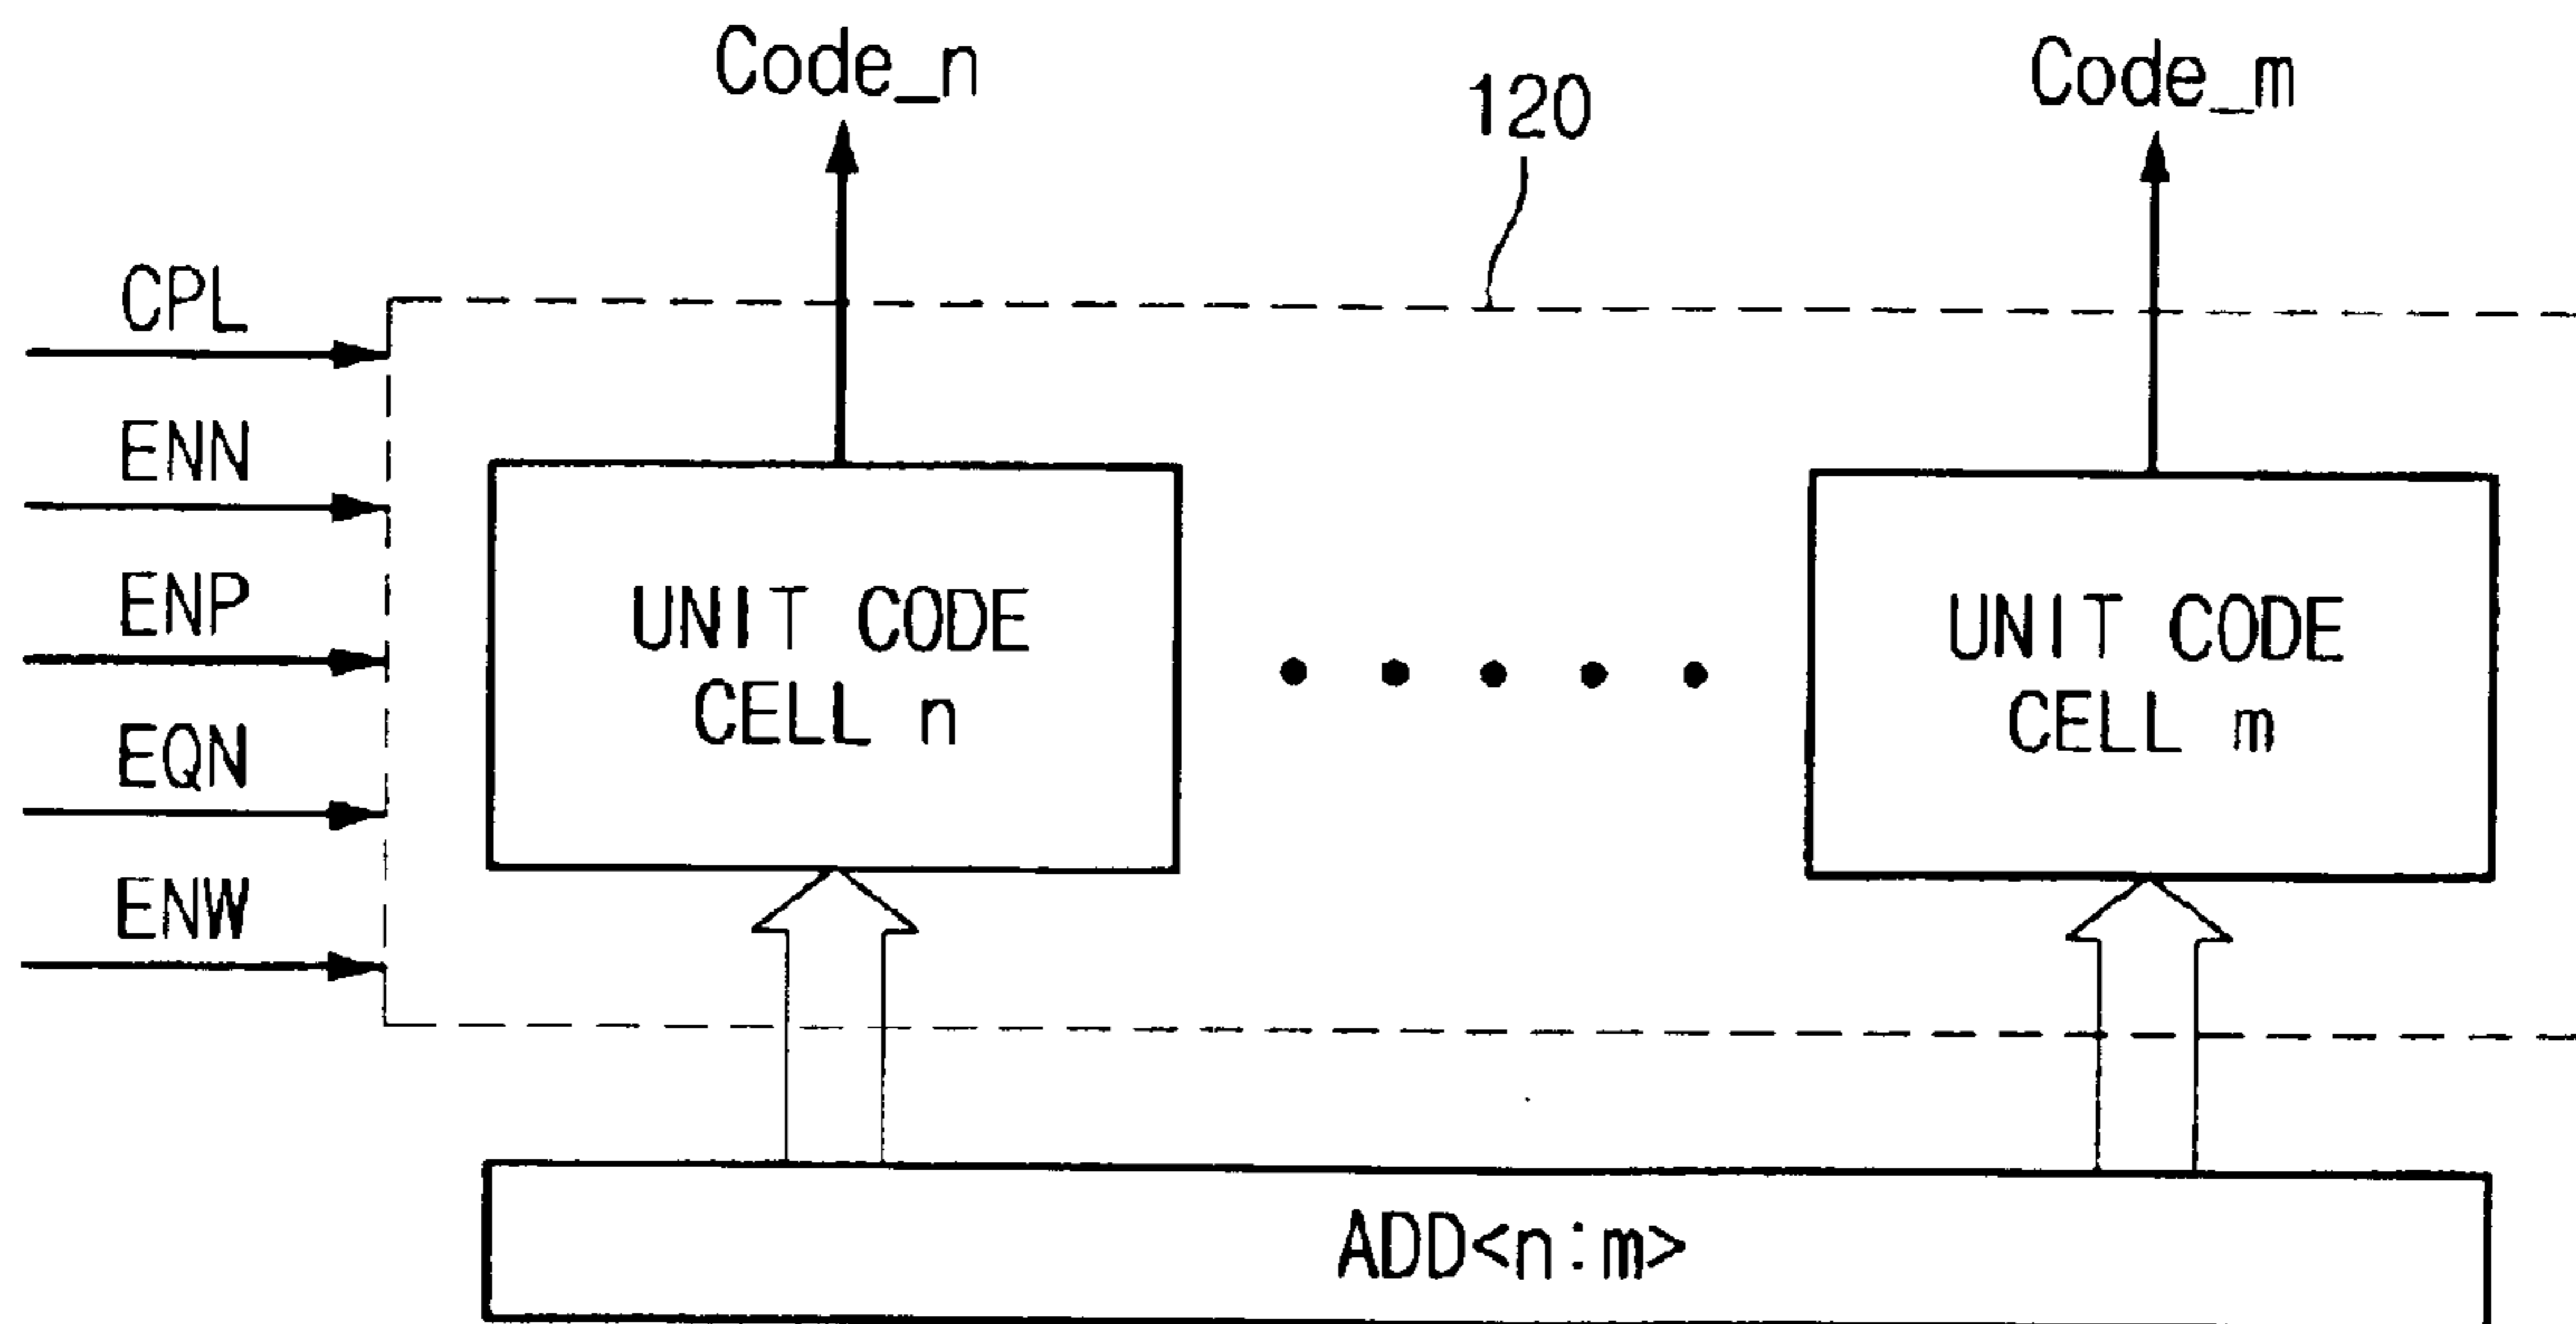 Code_n
Code_m
120
CPL
ENN
ENP
EQN
ENW
UNIT CODE
CELL n
UNIT CODE
CELL m
ADD<n:m>